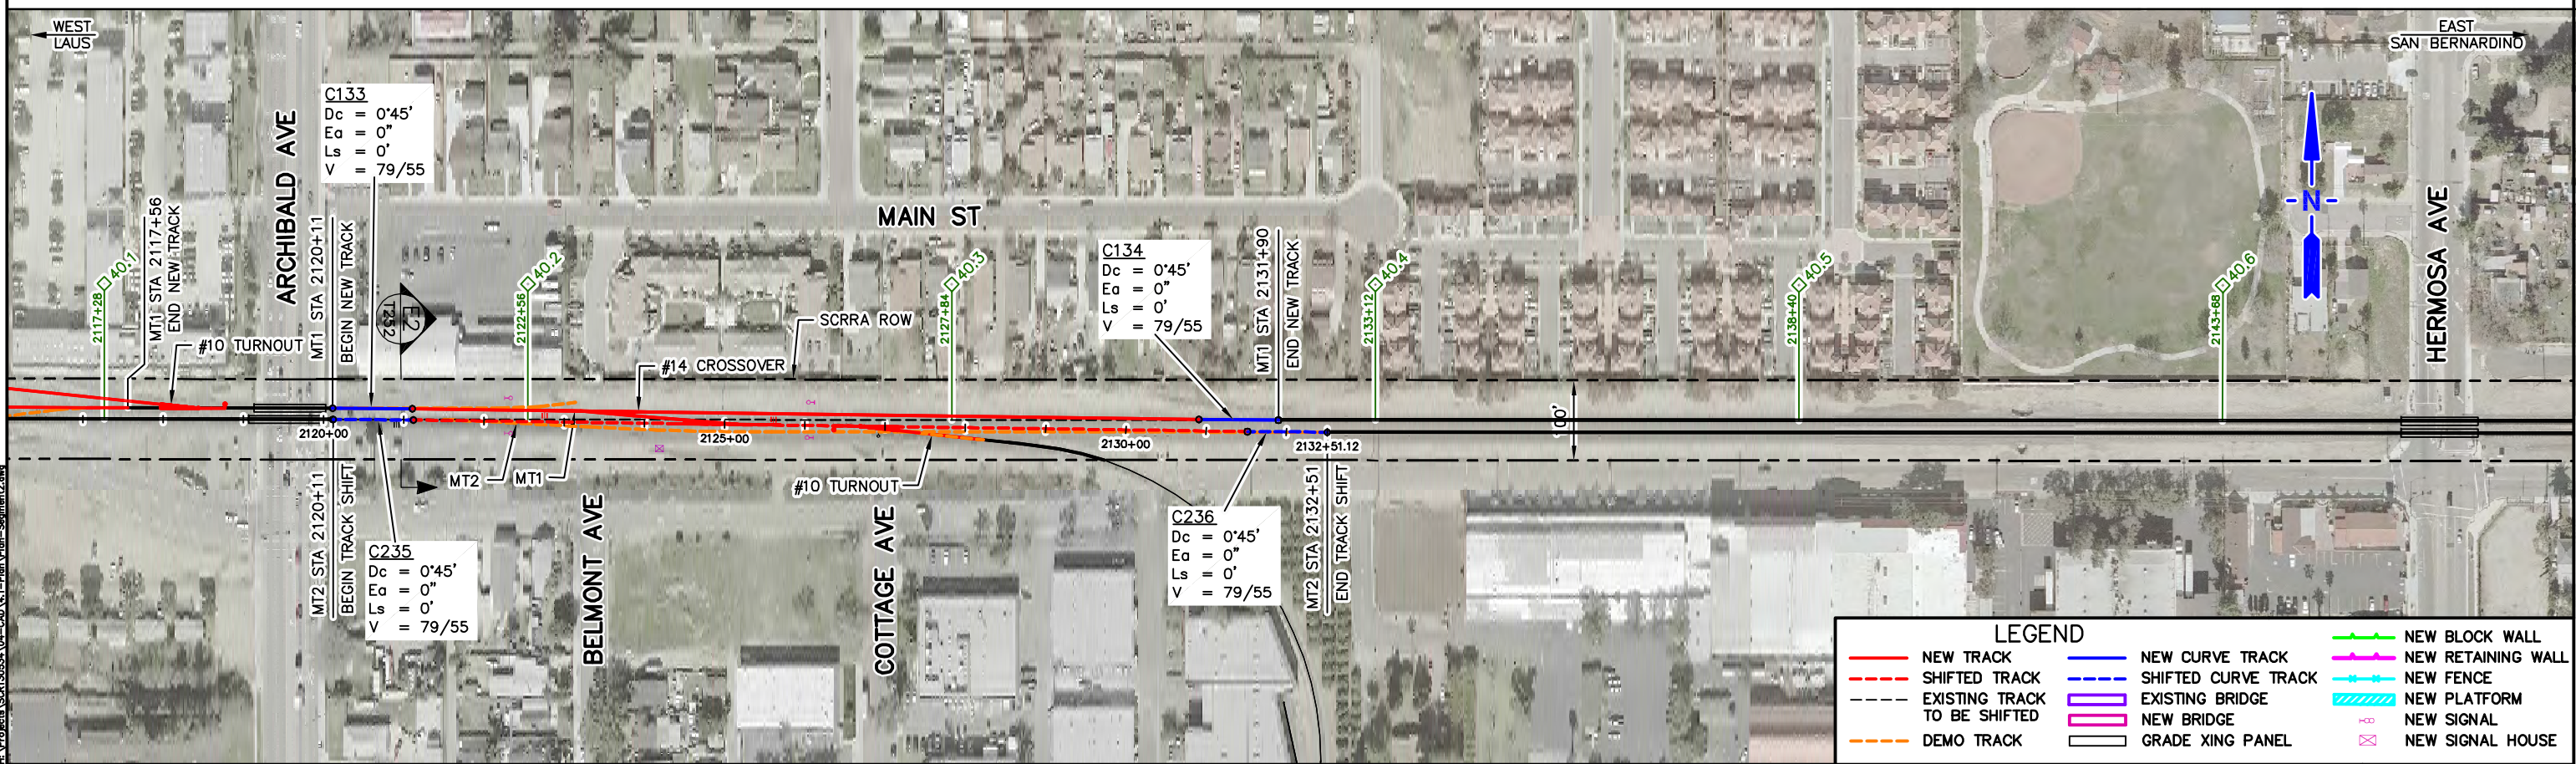 WEST
LAUS
EAST
SAN BERNARDINO
C133
Dc = 0°45'
Ea = 0"
Ls = 0'
V = 79/55
ARCHIBALD AVE
MAIN ST
HERMOSA AVE
N
40.1
2117+28
MT1 STA 2117+56
END NEW TRACK
#10 TURNOUT
MT1 STA 2120+11
BEGIN NEW TRACK
E2
T232
40.2
2122+56
SCRRA ROW
#14 CROSSOVER
40.3
2127+84
C134
Dc = 0°45'
Ea = 0"
Ls = 0'
V = 79/55
MT1 STA 2131+90
END NEW TRACK
40.4
2133+12
40.5
2138+40
40.6
2143+68
2120+00
2125+00
2130+00
2132+51.12
MT2 STA 2120+11
BEGIN TRACK SHIFT
C235
Dc = 0°45'
Ea = 0"
Ls = 0'
V = 79/55
MT2
MT1
BELMONT AVE
#10 TURNOUT
COTTAGE AVE
C236
Dc = 0°45'
Ea = 0"
Ls = 0'
V = 79/55
MT2 STA 2132+51
END TRACK SHIFT
LEGEND
NEW TRACK
SHIFTED TRACK
EXISTING TRACK
TO BE SHIFTED
DEMO TRACK
NEW CURVE TRACK
SHIFTED CURVE TRACK
EXISTING BRIDGE
NEW BRIDGE
GRADE XING PANEL
NEW BLOCK WALL
NEW RETAINING WALL
NEW FENCE
NEW PLATFORM
NEW SIGNAL
NEW SIGNAL HOUSE